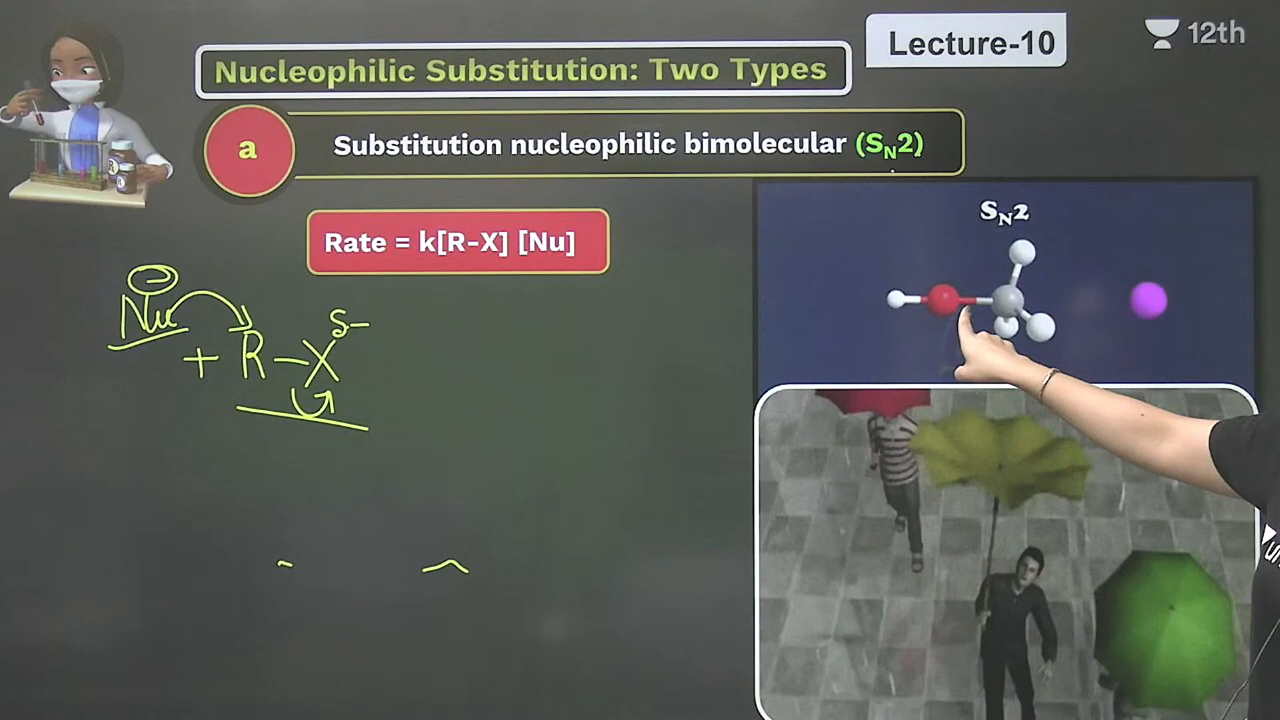 Lecture-10
12th
Nucleophilic Substitution: Two Types
a
Substitution nucleophilic bimolecular (SN2)
SN2
Rate = k[R-X] [Nu]
Nu
+ R — X δ−